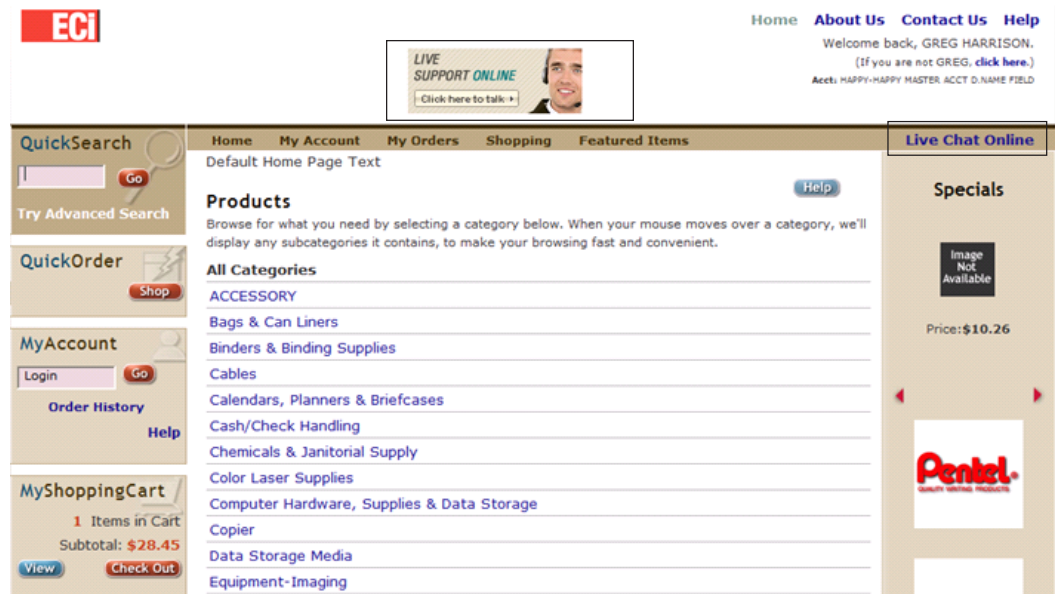 ECi
Home About Us Contact Us Help
Welcome back, GREG HARRISON.
(If you are not GREG, click here.)
Acct: HAPPY-HAPPY MASTER ACCT D.NAME FIELD
LIVE
SUPPORT ONLINE
Click here to talk
Home My Account My Orders Shopping Featured Items
Live Chat Online
QuickSearch
Go
Try Advanced Search
QuickOrder
Shop
MyAccount
Login
Go
Order History
Help
MyShoppingCart
1 Items in Cart
Subtotal: $28.45
View Check Out
Default Home Page Text
Help
Products
Browse for what you need by selecting a category below. When your mouse moves over a category, we'll
display any subcategories it contains, to make your browsing fast and convenient.
All Categories
ACCESSORY
Bags & Can Liners
Binders & Binding Supplies
Cables
Calendars, Planners & Briefcases
Cash/Check Handling
Chemicals & Janitorial Supply
Color Laser Supplies
Computer Hardware, Supplies & Data Storage
Copier
Data Storage Media
Equipment-Imaging
Specials
Image
Not
Available
Price:$10.26
Pentel
QUALITY WRITING PRODUCTS